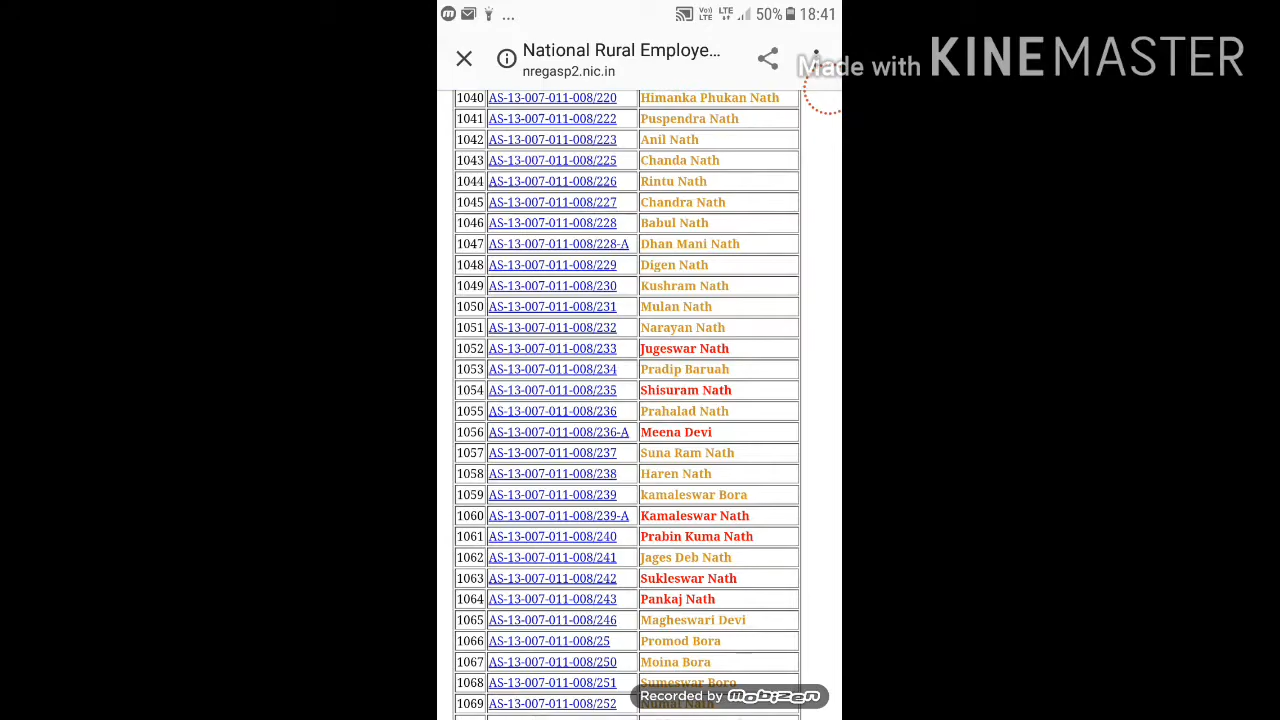 ... 50% 18:41
National Rural Employe...
nregasp2.nic.in
Made with KINEMASTER
1040 AS-13-007-011-008/220 Himanka Phukan Nath
1041 AS-13-007-011-008/222 Puspendra Nath
1042 AS-13-007-011-008/223 Anil Nath
1043 AS-13-007-011-008/225 Chanda Nath
1044 AS-13-007-011-008/226 Rintu Nath
1045 AS-13-007-011-008/227 Chandra Nath
1046 AS-13-007-011-008/228 Babul Nath
1047 AS-13-007-011-008/228-A Dhan Mani Nath
1048 AS-13-007-011-008/229 Digen Nath
1049 AS-13-007-011-008/230 Kushram Nath
1050 AS-13-007-011-008/231 Mulan Nath
1051 AS-13-007-011-008/232 Narayan Nath
1052 AS-13-007-011-008/233 Jugeswar Nath
1053 AS-13-007-011-008/234 Pradip Baruah
1054 AS-13-007-011-008/235 Shisuram Nath
1055 AS-13-007-011-008/236 Prahalad Nath
1056 AS-13-007-011-008/236-A Meena Devi
1057 AS-13-007-011-008/237 Suna Ram Nath
1058 AS-13-007-011-008/238 Haren Nath
1059 AS-13-007-011-008/239 kamaleswar Bora
1060 AS-13-007-011-008/239-A Kamaleswar Nath
1061 AS-13-007-011-008/240 Prabin Kuma Nath
1062 AS-13-007-011-008/241 Jages Deb Nath
1063 AS-13-007-011-008/242 Sukleswar Nath
1064 AS-13-007-011-008/243 Pankaj Nath
1065 AS-13-007-011-008/246 Magheswari Devi
1066 AS-13-007-011-008/25 Promod Bora
1067 AS-13-007-011-008/250 Moina Bora
1068 AS-13-007-011-008/251 Sumeswar Boro
Recorded by mobizen
1069 AS-13-007-011-008/252 Numal Nath